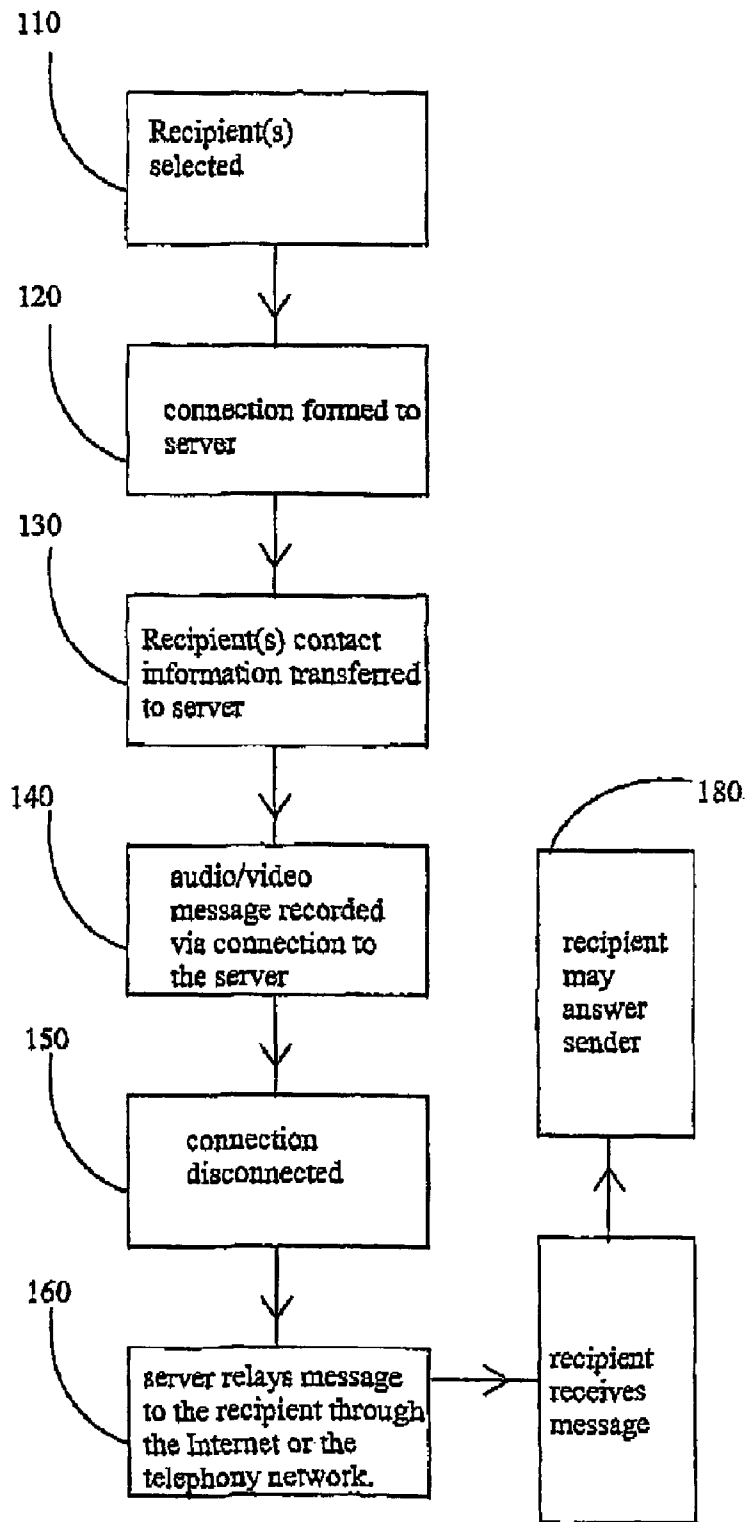 110
Recipient(s)
selected
120
connection formed to
server
130
Recipient(s) contact
information transferred
to server
140
audio/video
message recorded
via connection to
the server
150
connection
disconnected
160
server relays message
to the recipient through
the Internet or the
telephony network.
recipient
receives
message
180
recipient
may
answer
sender